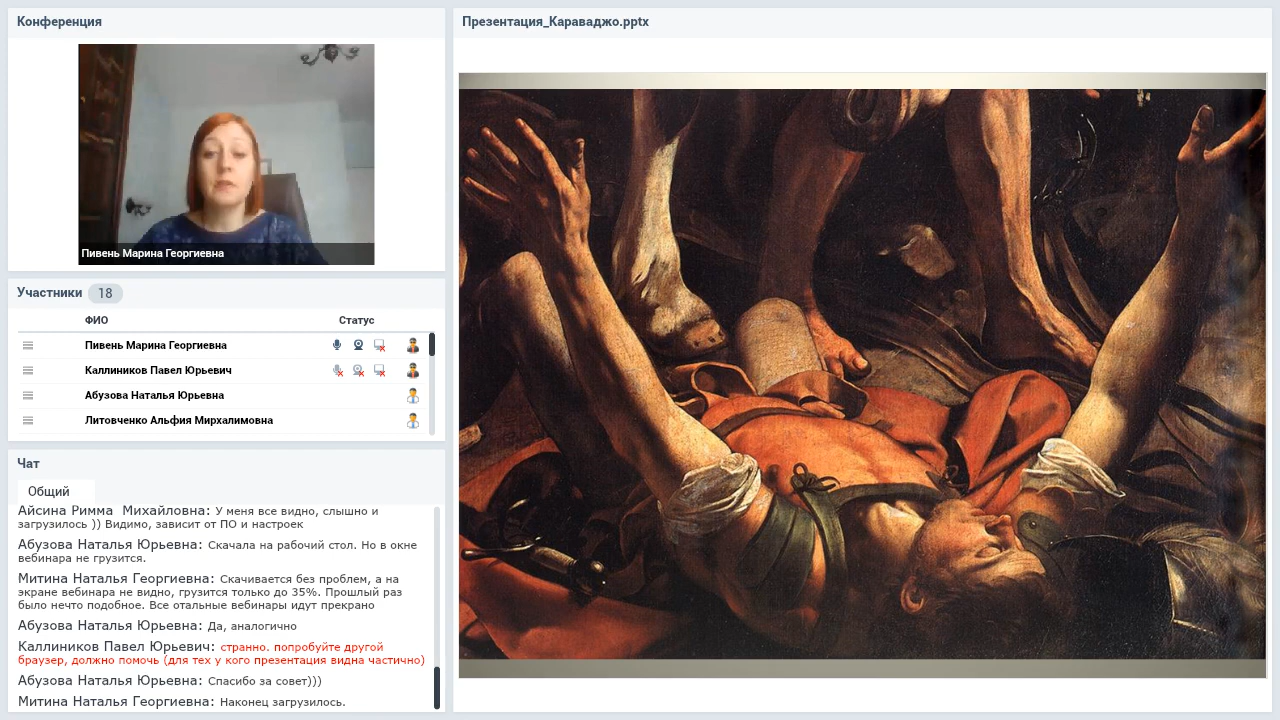 Конференция
Пивень Марина Георгиевна
Участники 18
ФИО Статус
Пивень Марина Георгиевна
Каллиников Павел Юрьевич
Абузова Наталья Юрьевна
Литовченко Альфия Мирхалимовна
Чат
Общий
Айсина Римма Михайловна: У меня все видно, слышно и
загрузилось )) Видимо, зависит от ПО и настроек
Абузова Наталья Юрьевна: Скачала на рабочий стол. Но в окне
вебинара не грузится.
Митина Наталья Георгиевна: Скачивается без проблем, а на
экране вебинара не видно, грузится только до 35%. Прошлый раз
было нечто подобное. Все отальные вебинары идут прекрано
Абузова Наталья Юрьевна: Да, аналогично
Каллиников Павел Юрьевич: странно. попробуйте другой
браузер, должно помочь (для тех у кого презентация видна частично)
Абузова Наталья Юрьевна: Спасибо за совет)))
Митина Наталья Георгиевна: Наконец загрузилось.
Презентация_Караваджо.pptx